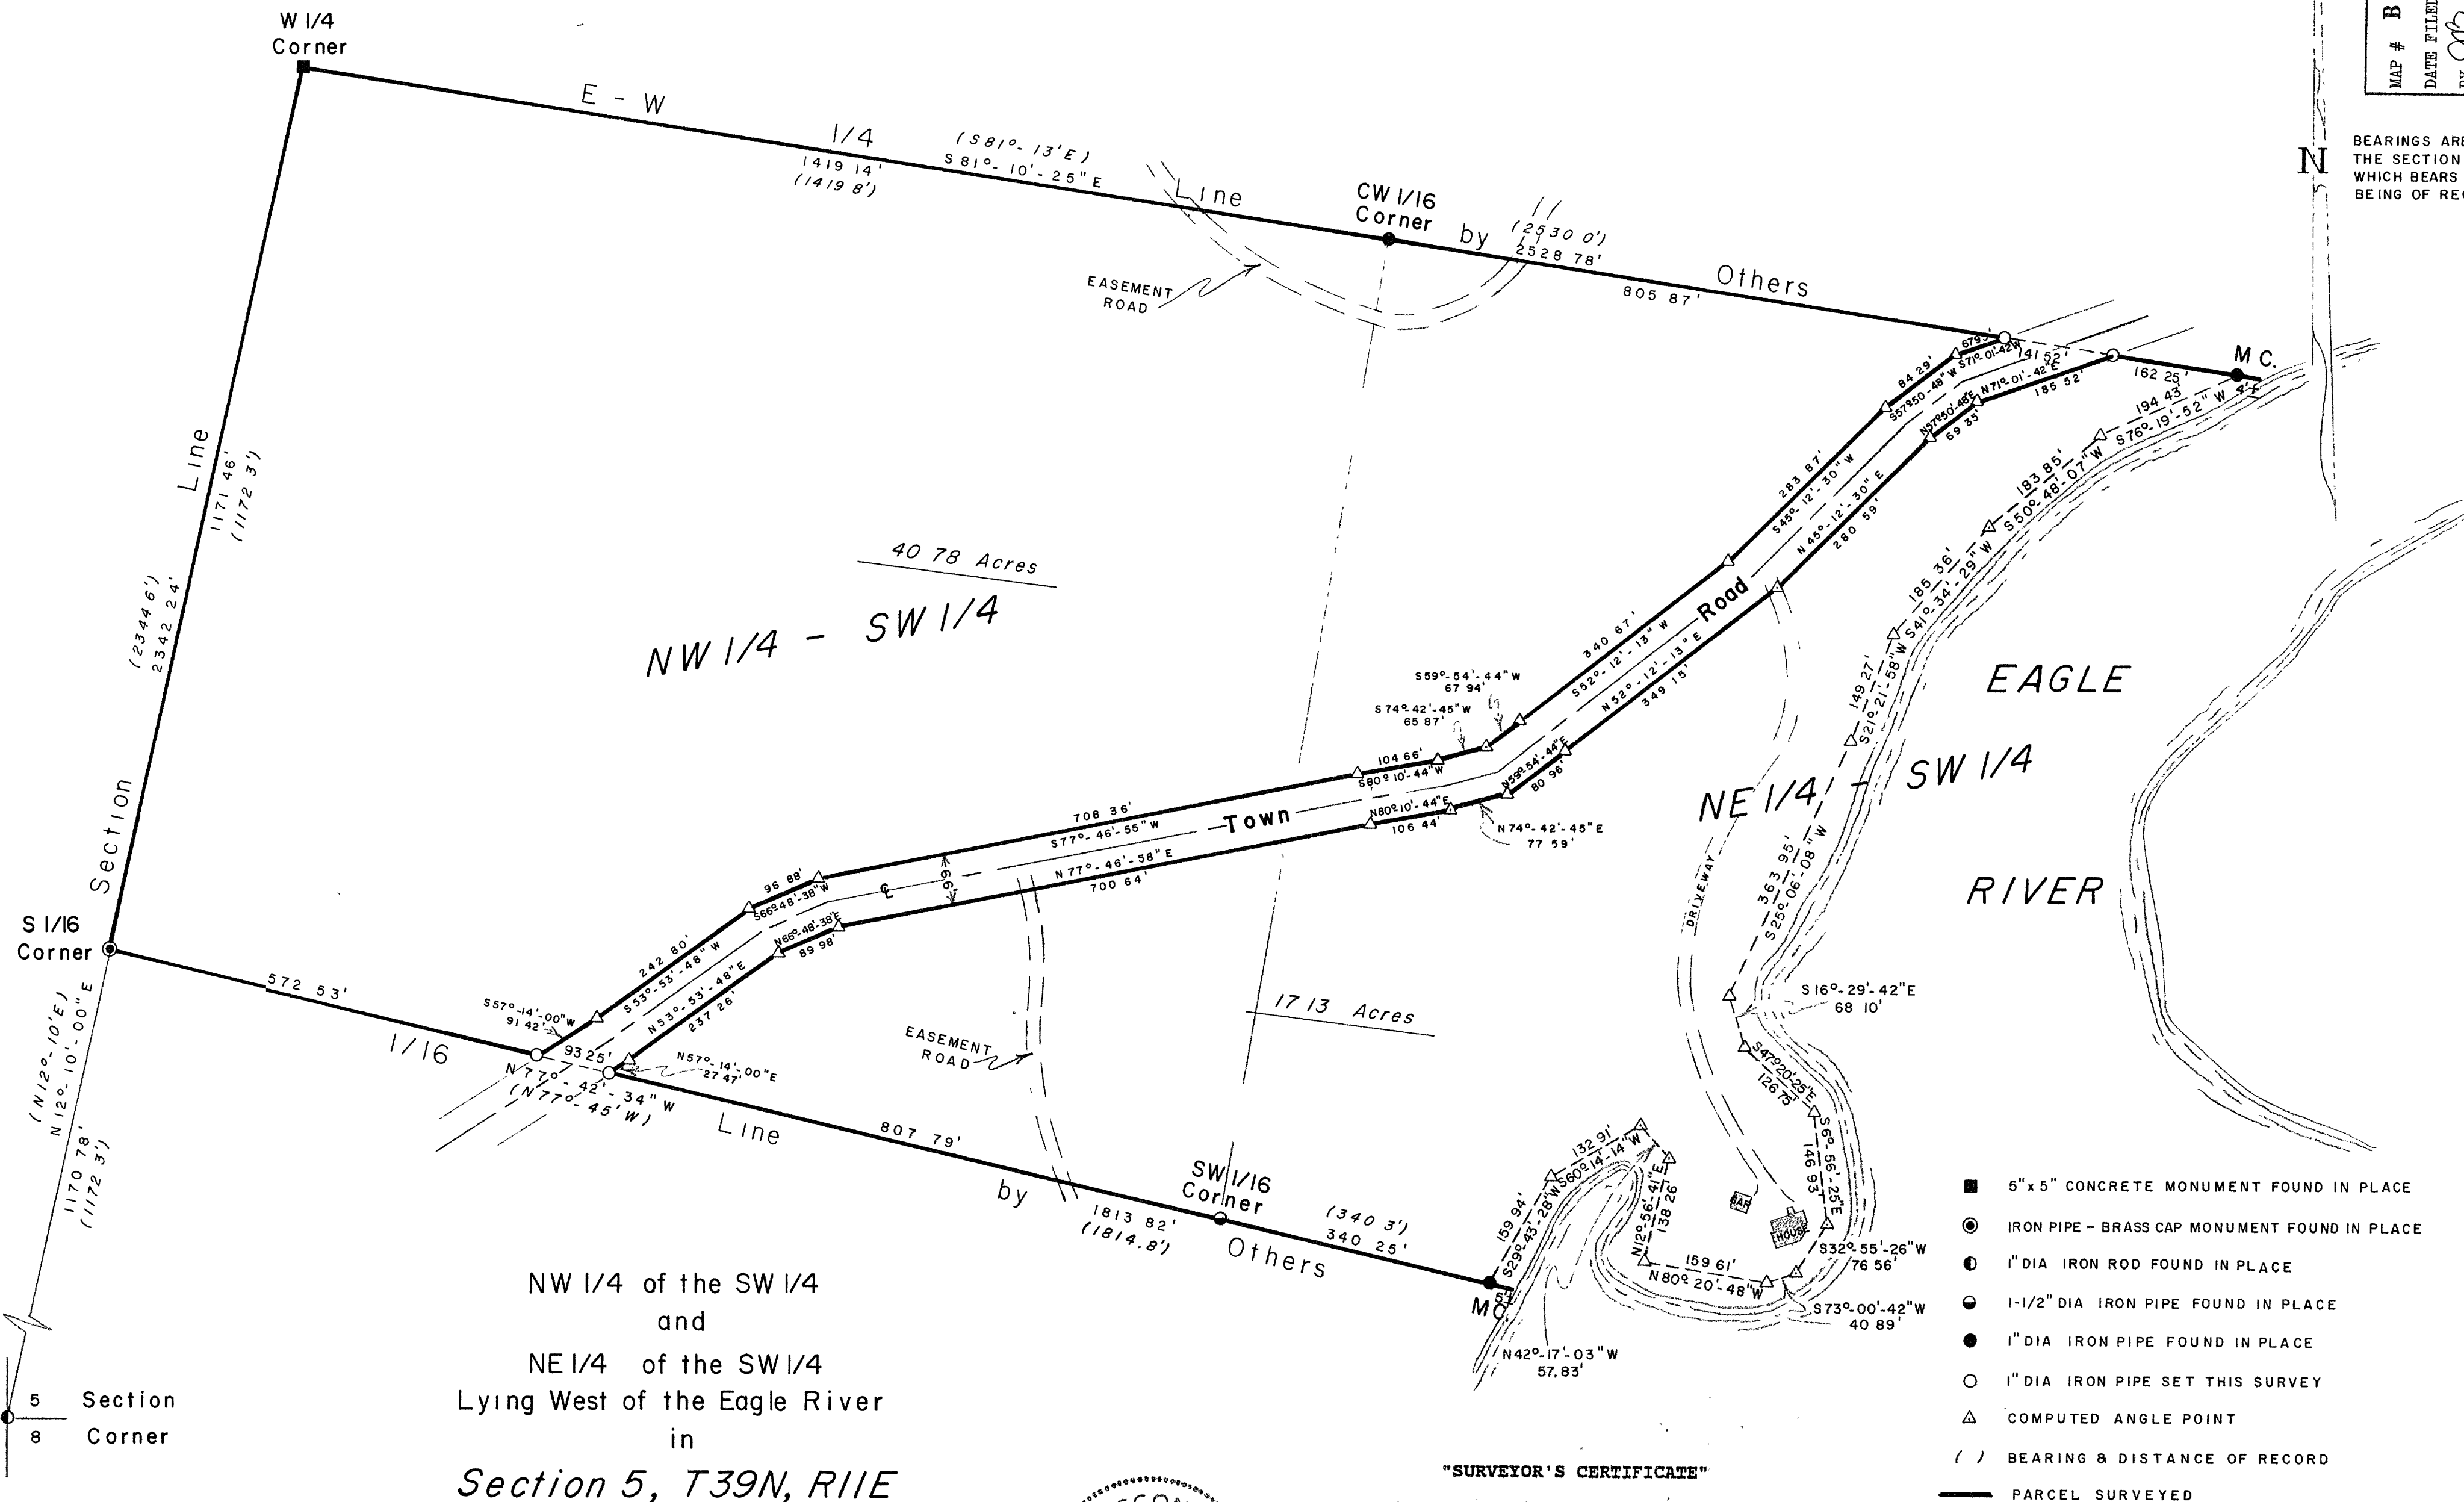 W 1/4
Corner
E - W
1/4
1419 14'
(1419 8')
(S81°-13'E)
S 81°-10'-25" E
Line
CW 1/16
Corner
by
(2530 0')
2528 78'
805 87'
Others
MAP # B
DATE FILED
N
BEARINGS ARE
THE SECTION
WHICH BEARS
EASEMENT
ROAD
Line
1171 46'
(1172 3')
(2344 6')
2342 24'
Section
S 1/16
Corner
(N12°-10'E)
N 12°-10'-00" E
1170 78'
(1172 3')
5 Section
8 Corner
40 78 Acres
NW 1/4 - SW 1/4
S71°01'-42"W
141 52'
162 25'
M C.
4'±
84 29'
S57°50'-48" W
N71°01'-42"E
185 52'
N57°50'-48"E
69 35'
283 87'
S45°-12'-30" W
N 45°-12'-30" E
280 59'
340 67'
S52°-12'-13" W
Road
N 52°-12'-13" E
349 15'
S59°-54'-44" W
67 94'
S74°-42'-45"W
65 87'
104 66'
S80°10'-44"W
N59°54'-44"E
80 96'
N80°10'-44"E
106 44'
N74°-42'-45"E
77 59'
708 36'
S77°-46'-55" W
Town
N 77°-46'-58" E
700 64'
66'
96 88'
S66°48'-38"W
N66°-48'-38"E
89 98'
242 80'
S53°-53'-48" W
N53°-53'-48"E
237 26'
S57°-14'-00"W
91 42'
N57°-14'-00"E
27 47'
572 53'
93 25'
1/16
N 77°-42'-34" W
(N 77°-45' W)
Line
807 79'
by
EASEMENT
ROAD
17 13 Acres
SW 1/16
Corner
1813 82'
(1814.8')
(340 3')
340 25'
Others
M C.
5'±
194 43'
S76°-19'-52" W
183 85'
S50°-48'-07" W
185 36'
S41°-34'-29" W
149 27'
S21°-21'-58" W
363 95'
S25°-06'-08" W
EAGLE
RIVER
NE 1/4 - SW 1/4
DRIVEWAY
S16°-29'-42"E
68 10'
S47°20'-25"E
126 75'
S6°-56'-25"E
146 93'
GAR
HOUSE
S32°-55'-26"W
76 56'
S73°-00'-42"W
40 89'
159 61'
N80°20'-48"W
N12°56'-41"E
138 26'
N42°-17'-03"W
57.83'
132 91'
S60°14'-14"W
159 94'
S29°43'-28"W
NW 1/4 of the SW 1/4
and
NE 1/4 of the SW 1/4
Lying West of the Eagle River
in
Section 5, T39N, R11E
"SURVEYOR'S CERTIFICATE"
5" x 5" CONCRETE MONUMENT FOUND IN PLACE
IRON PIPE - BRASS CAP MONUMENT FOUND IN PLACE
1" DIA IRON ROD FOUND IN PLACE
1-1/2" DIA IRON PIPE FOUND IN PLACE
1" DIA IRON PIPE FOUND IN PLACE
1" DIA IRON PIPE SET THIS SURVEY
COMPUTED ANGLE POINT
( ) BEARING & DISTANCE OF RECORD
PARCEL SURVEYED